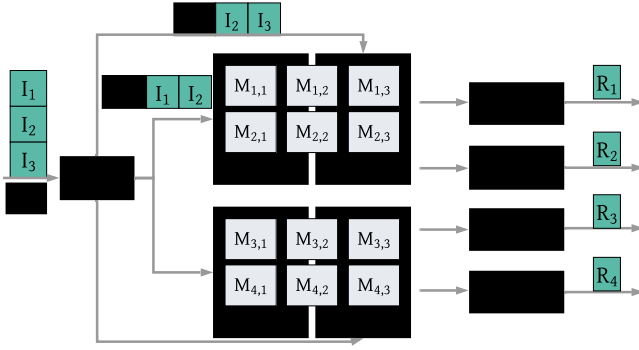 I2 I3
I1
I2
I3
I1 I2
M1,1 M1,2 M1,3
M2,1 M2,2 M2,3
M3,1 M3,2 M3,3
M4,1 M4,2 M4,3
R1
R2
R3
R4